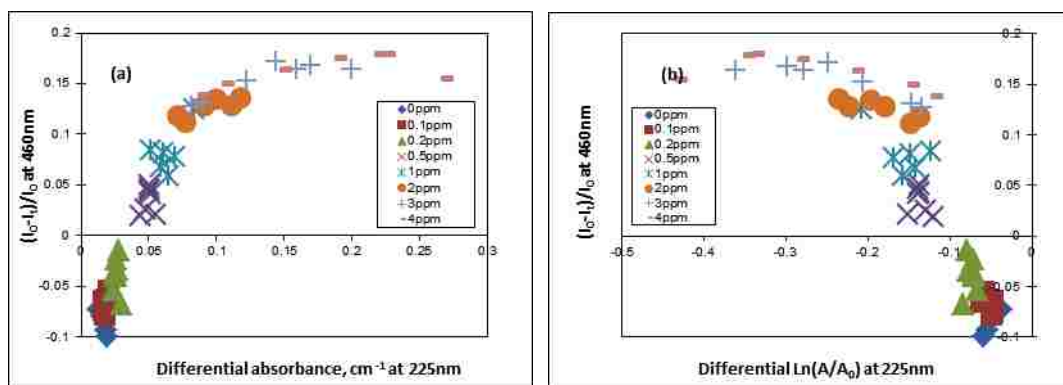 (a)
(I₀-Iₜ)/I₀ at 460nm
0.2
0.15
0.1
0.05
0
-0.05
-0.1
0
0.05
0.1
0.15
0.2
0.25
0.3
0ppm
0.1ppm
0.2ppm
0.5ppm
1ppm
2ppm
3ppm
4ppm
Differential absorbance, cm⁻¹ at 225nm
(b)
(I₀-Iₜ)/I₀ at 460nm
0ppm
0.1ppm
0.2ppm
0.5ppm
1ppm
2ppm
3ppm
4ppm
0.2
0.15
0.1
0.05
0
-0.05
-0.1
-0.5
-0.4
-0.3
-0.2
-0.1
0
Differential Ln(A/A₀) at 225nm